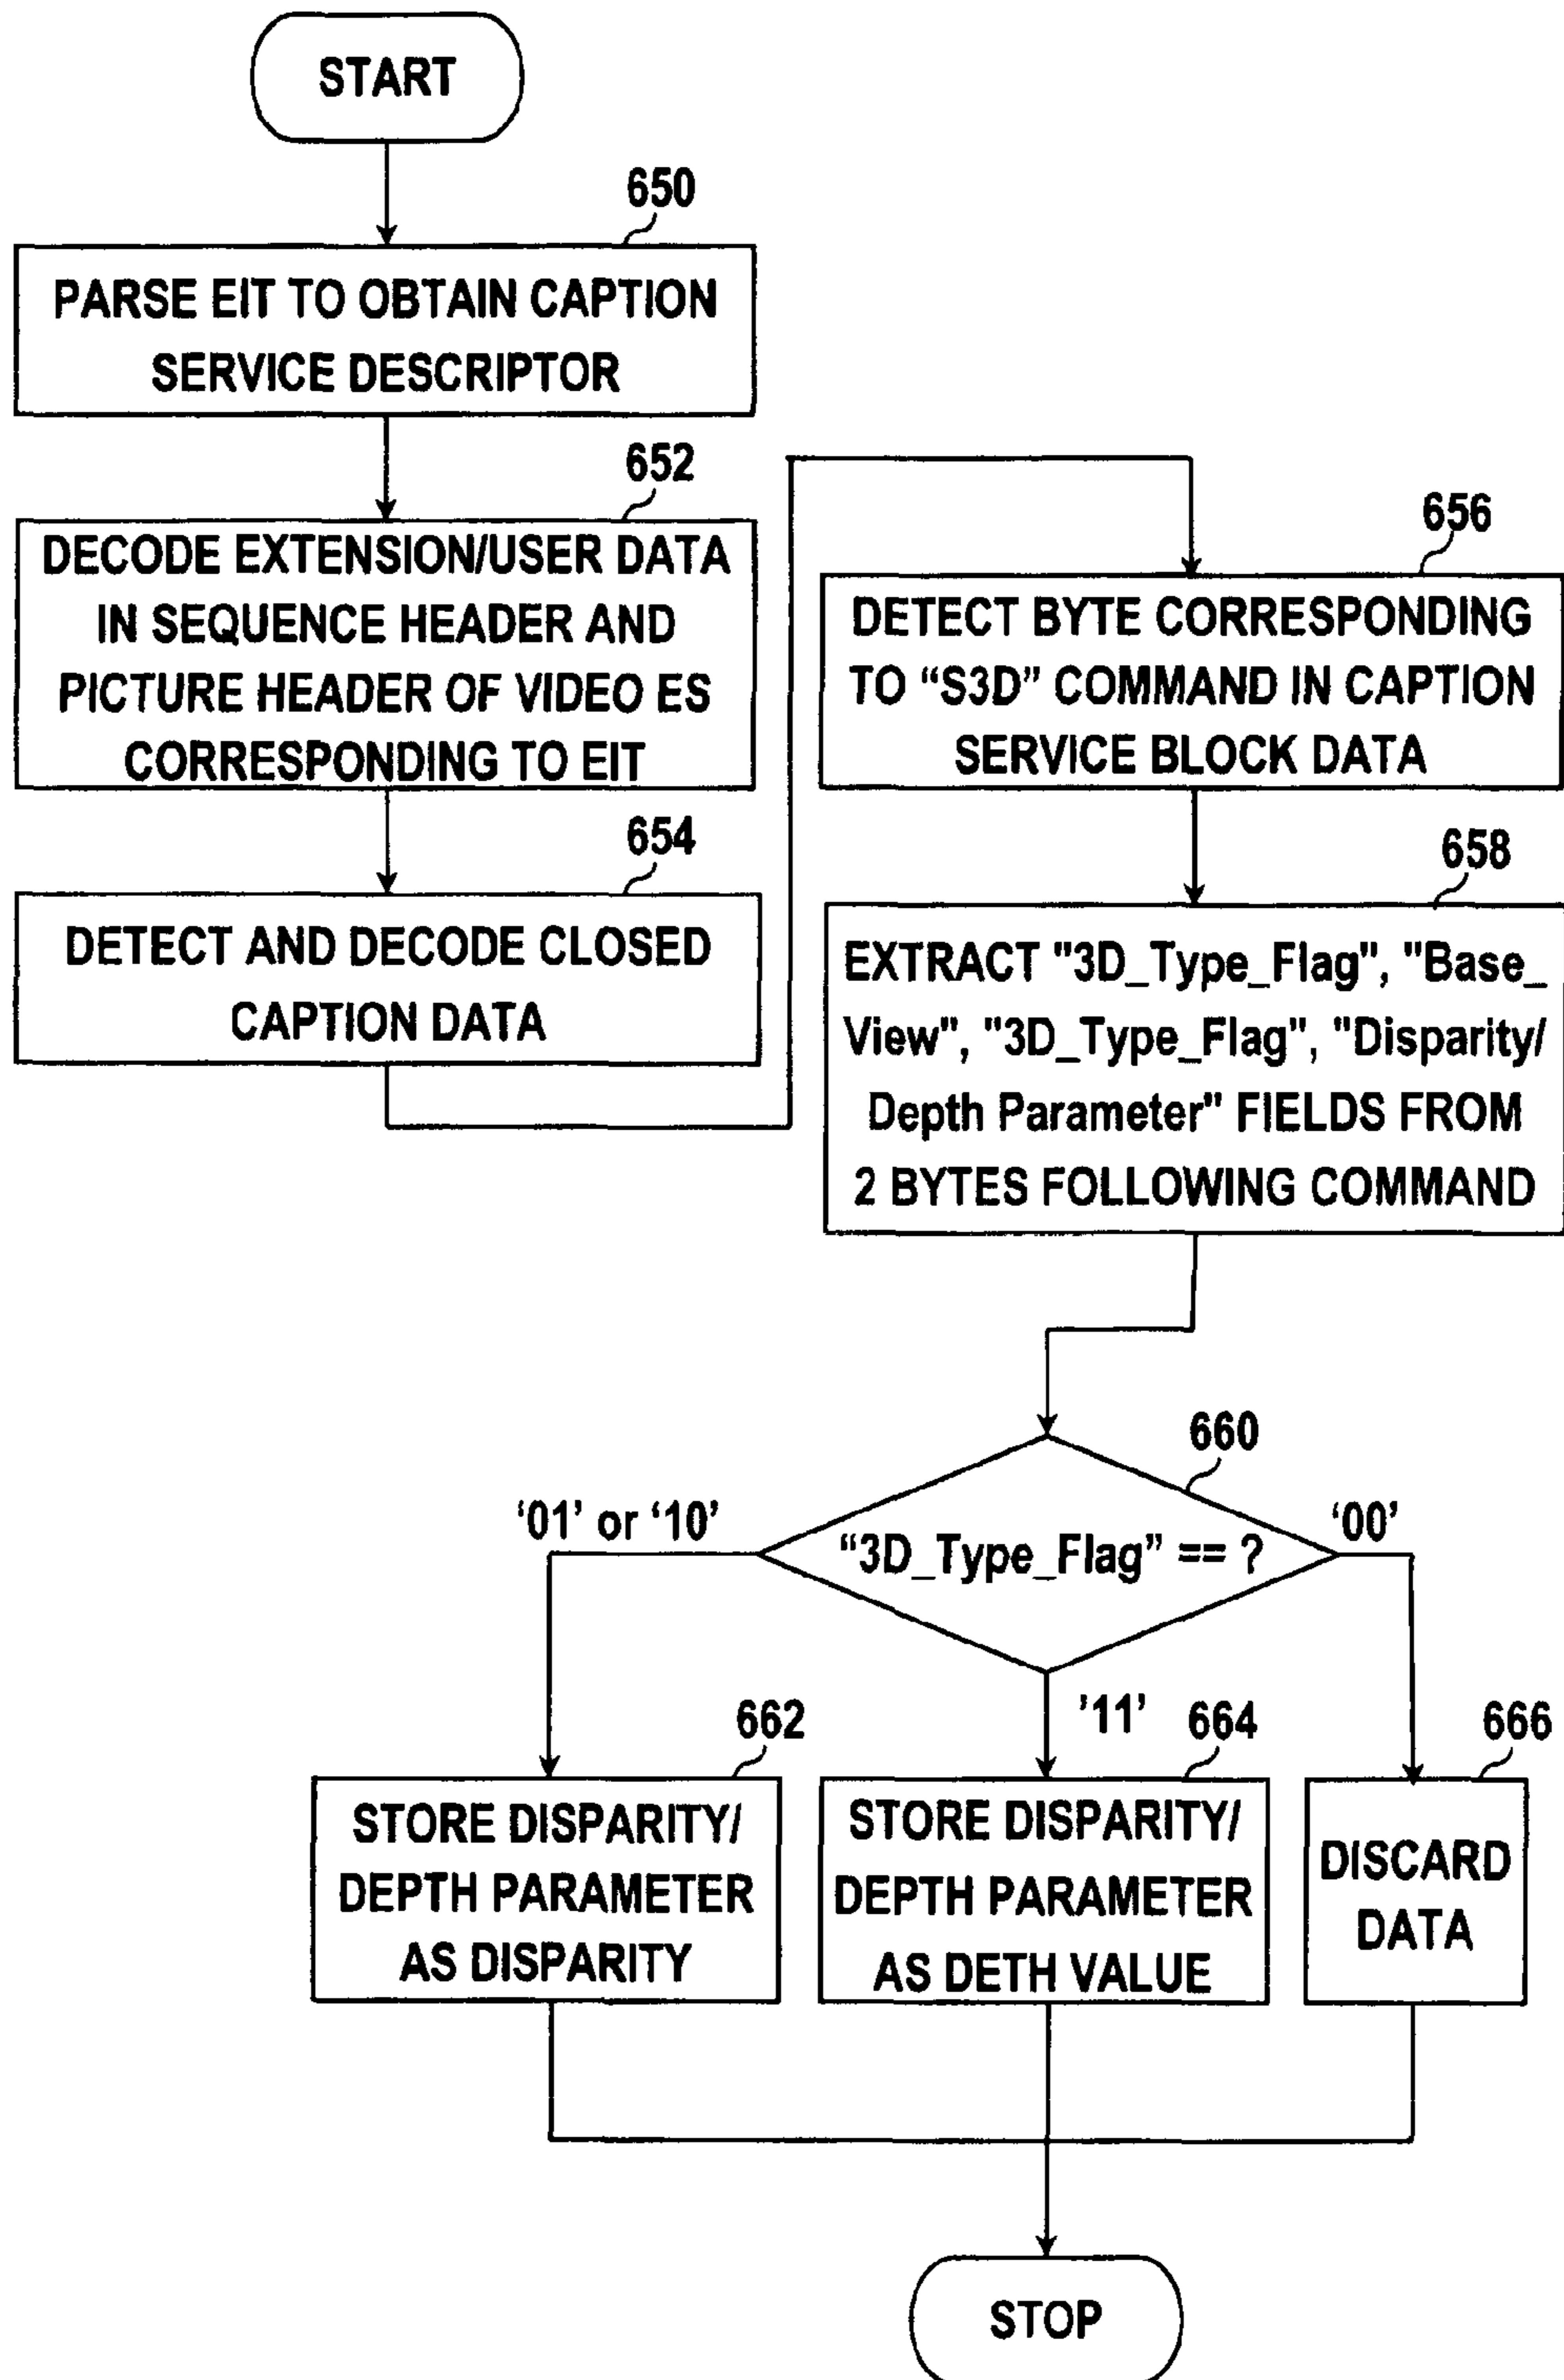 START
650
PARSE EIT TO OBTAIN CAPTION
SERVICE DESCRIPTOR
652
DECODE EXTENSION/USER DATA
IN SEQUENCE HEADER AND
PICTURE HEADER OF VIDEO ES
CORRESPONDING TO EIT
654
DETECT AND DECODE CLOSED
CAPTION DATA
656
DETECT BYTE CORRESPONDING
TO “S3D” COMMAND IN CAPTION
SERVICE BLOCK DATA
658
EXTRACT "3D_Type_Flag", "Base_
View", "3D_Type_Flag", "Disparity/
Depth Parameter" FIELDS FROM
2 BYTES FOLLOWING COMMAND
660
“3D_Type_Flag” == ?
‘01’ or ‘10’
‘00’
’11’
662
STORE DISPARITY/
DEPTH PARAMETER
AS DISPARITY
664
STORE DISPARITY/
DEPTH PARAMETER
AS DETH VALUE
666
DISCARD
DATA
STOP